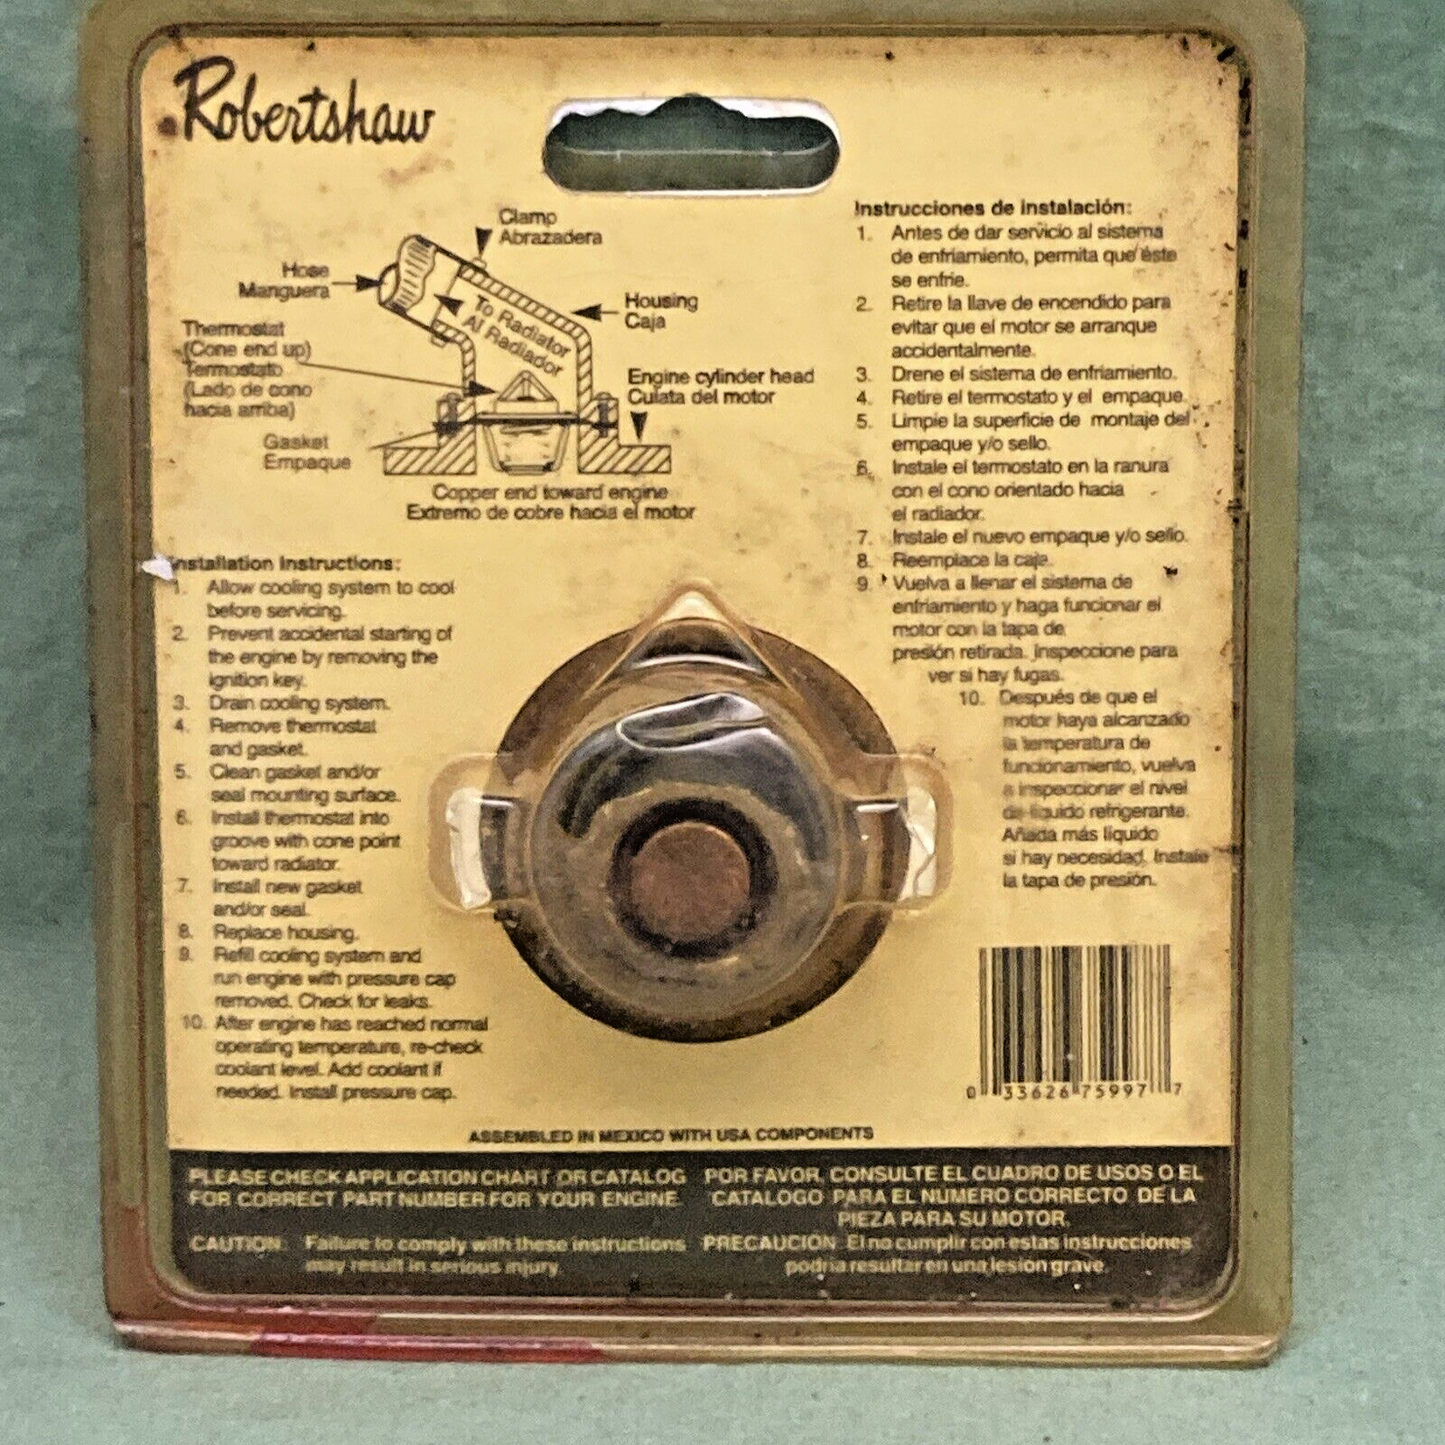 Robertshaw
Clamp
Abrazadera
Hose
Manguera
To Radiator
Al Radiador
Housing
Caja
Thermostat
(Cone end up)
Termostato
(Lado de cono
hacia arriba)
Engine cylinder head
Culata del motor
Gasket
Empaque
Copper end toward engine
Extremo de cobre hacia el motor
Installation Instructions:
1. Allow cooling system to cool
before servicing.
2. Prevent accidental starting of
the engine by removing the
ignition key.
3. Drain cooling system.
4. Remove thermostat
and gasket.
5. Clean gasket and/or
seal mounting surface.
6. Install thermostat into
groove with cone point
toward radiator.
7. Install new gasket
and/or seal.
8. Replace housing.
9. Refill cooling system and
run engine with pressure cap
removed. Check for leaks.
10. After engine has reached normal
operating temperature, re-check
coolant level. Add coolant if
needed. Install pressure cap.
Instrucciones de instalación:
1. Antes de dar servicio al sistema
de enfriamiento, permita que éste
se enfrie.
2. Retire la llave de encendido para
evitar que el motor se arranque
accidentalmente.
3. Drene el sistema de enfriamiento.
4. Retire el termostato y el empaque.
5. Limpie la superficie de montaje del
empaque y/o sello.
6. Instale el termostato en la ranura
con el cono orientado hacia
el radiador.
7. Instale el nuevo empaque y/o sello.
8. Reemplace la caja.
9. Vuelva a llenar el sistema de
enfriamiento y haga funcionar el
motor con la tapa de
presión retirada. Inspeccione para
ver si hay fugas.
10. Después de que el
motor haya alcanzado
la temperatura de
funcionamiento, vuelva
a inspeccionar el nivel
de liquido refrigerante.
Añada más líquido
si hay necesidad. Instale
la tapa de presión.
0 33626 75997 7
ASSEMBLED IN MEXICO WITH USA COMPONENTS
PLEASE CHECK APPLICATION CHART OR CATALOG
FOR CORRECT PART NUMBER FOR YOUR ENGINE.
CAUTION: Failure to comply with these instructions
may result in serious injury.
POR FAVOR, CONSULTE EL CUADRO DE USOS O EL
CATALOGO PARA EL NUMERO CORRECTO DE LA
PIEZA PARA SU MOTOR.
PRECAUCION: El no cumplir con estas instrucciones
podria resultar en una lesion grave.